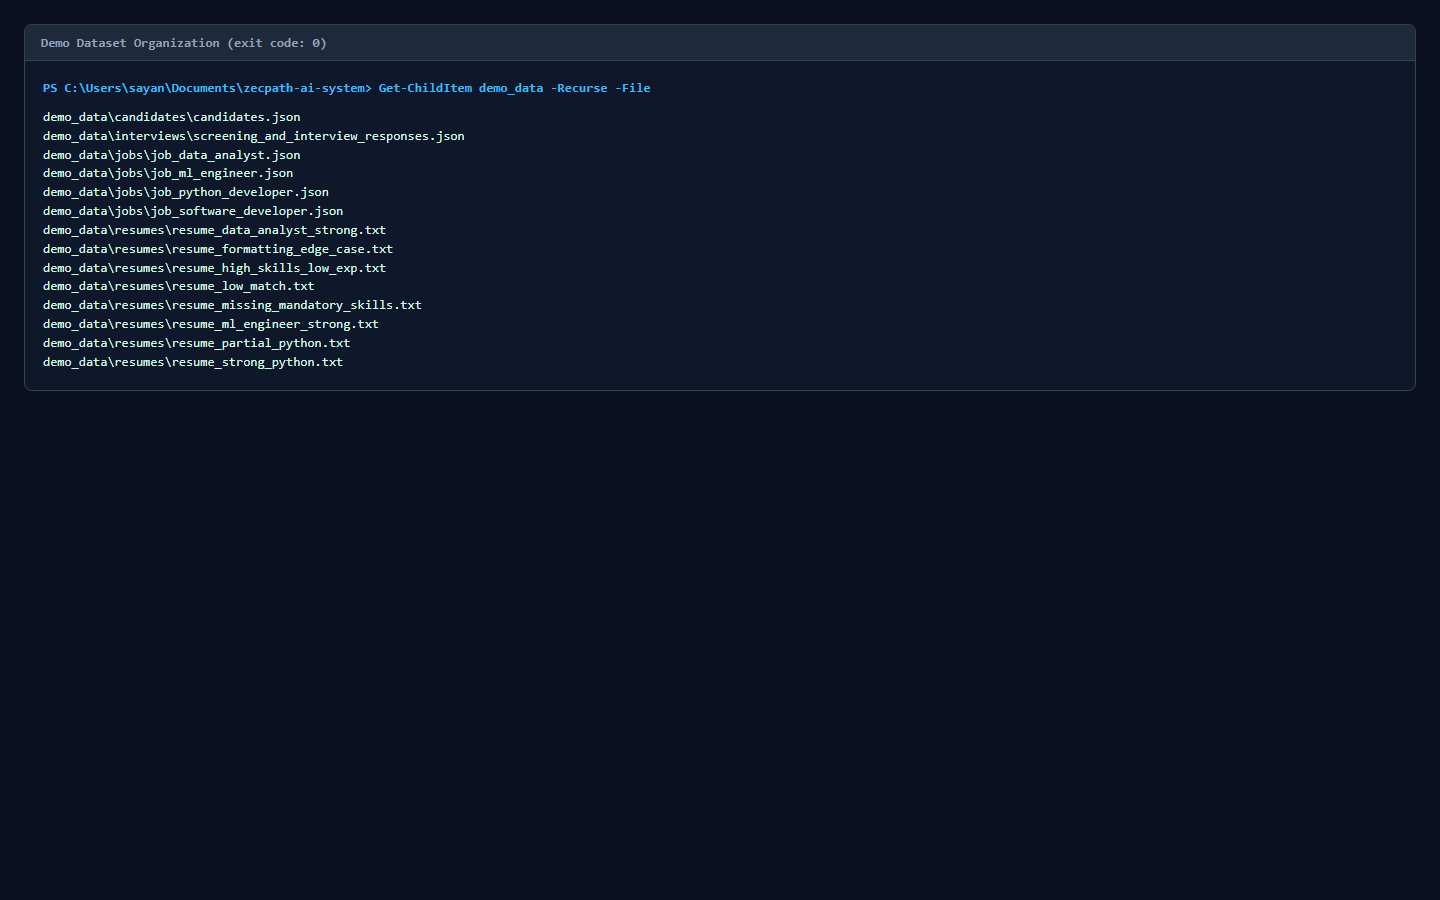 Demo Dataset Organization (exit code: 0)
PS C:\Users\sayan\Documents\zecpath-ai-system> Get-ChildItem demo_data -Recurse -File
demo_data\candidates\candidates.json
demo_data\interviews\screening_and_interview_responses.json
demo_data\jobs\job_data_analyst.json
demo_data\jobs\job_ml_engineer.json
demo_data\jobs\job_python_developer.json
demo_data\jobs\job_software_developer.json
demo_data\resumes\resume_data_analyst_strong.txt
demo_data\resumes\resume_formatting_edge_case.txt
demo_data\resumes\resume_high_skills_low_exp.txt
demo_data\resumes\resume_low_match.txt
demo_data\resumes\resume_missing_mandatory_skills.txt
demo_data\resumes\resume_ml_engineer_strong.txt
demo_data\resumes\resume_partial_python.txt
demo_data\resumes\resume_strong_python.txt